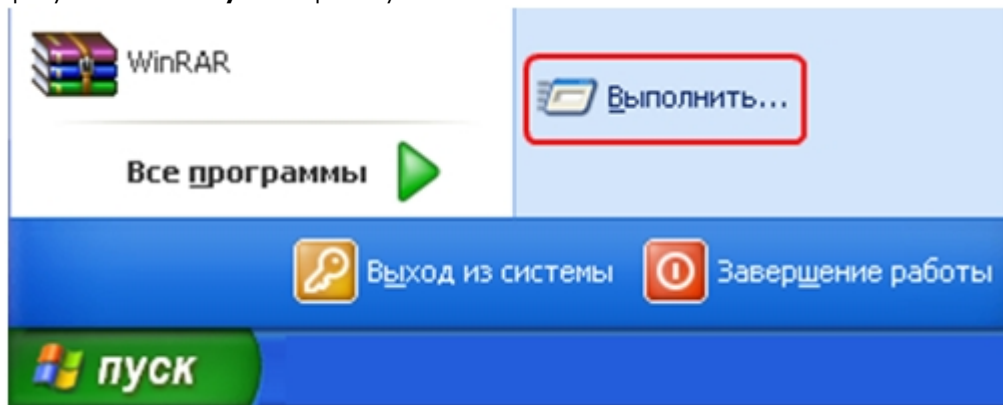 WinRAR
Выполнить...
Все программы
Выход из системы
Завершение работы
пуск